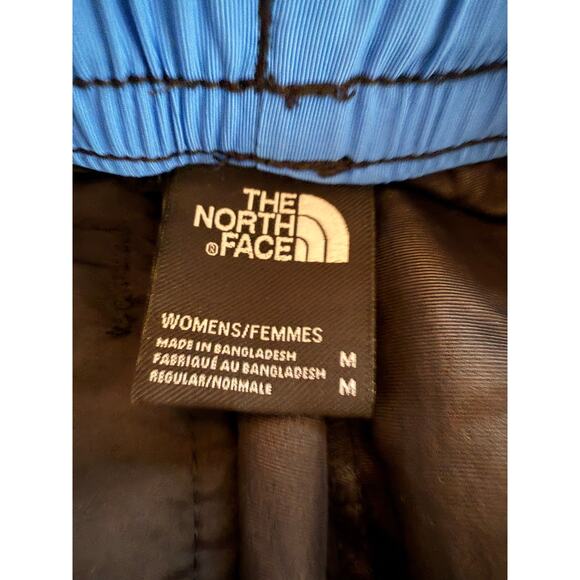 THE
NORTH
® FACE
WOMENS/FEMMES
MADE IN BANGLADESH M
FABRIQUÉ AU BANGLADESH M
REGULAR/NORMALE